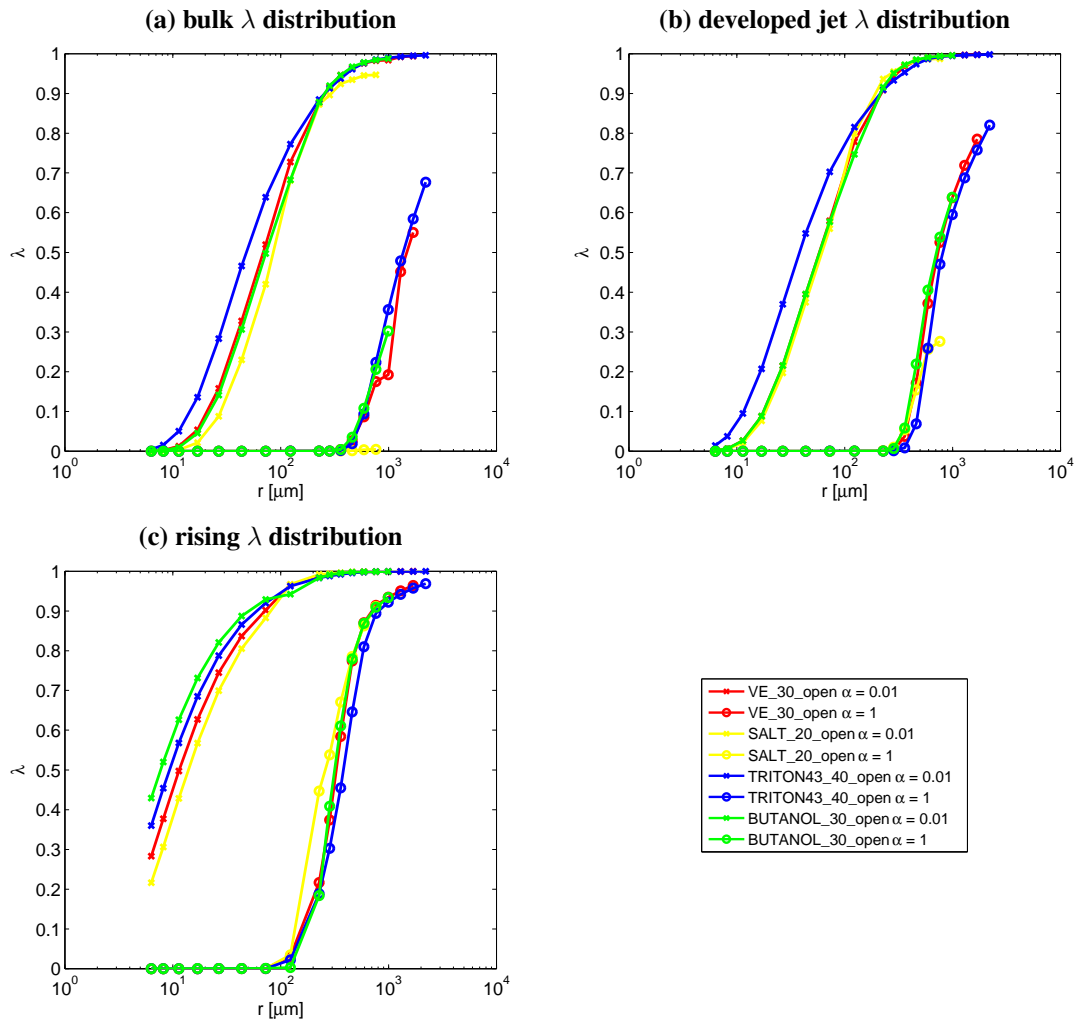 (a) bulk λ distribution
1
0.9
0.8
0.7
0.6
0.5
0.4
0.3
0.2
0.1
0
λ
10^0
10^1
10^2
10^3
10^4
r [μm]
(b) developed jet λ distribution
1
0.9
0.8
0.7
0.6
0.5
0.4
0.3
0.2
0.1
0
λ
10^0
10^1
10^2
10^3
10^4
r [μm]
(c) rising λ distribution
1
0.9
0.8
0.7
0.6
0.5
0.4
0.3
0.2
0.1
0
λ
10^0
10^1
10^2
10^3
10^4
r [μm]
VE_30_open α = 0.01
VE_30_open α = 1
SALT_20_open α = 0.01
SALT_20_open α = 1
TRITON43_40_open α = 0.01
TRITON43_40_open α = 1
BUTANOL_30_open α = 0.01
BUTANOL_30_open α = 1